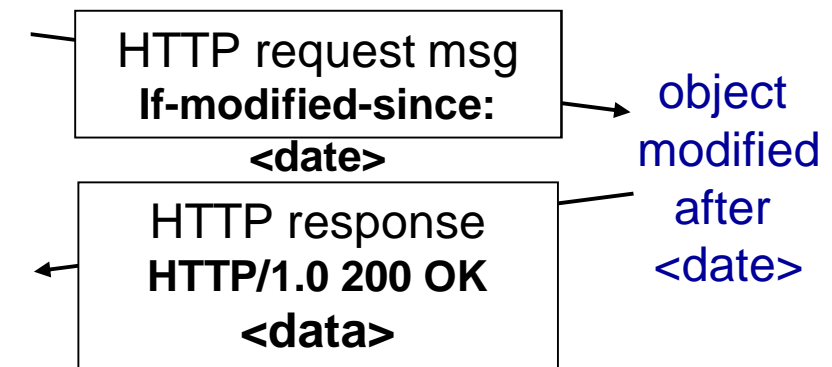 HTTP request msg
If-modified-since:
<date>
HTTP response
HTTP/1.0 200 OK
<data>
object
modified
after
<date>